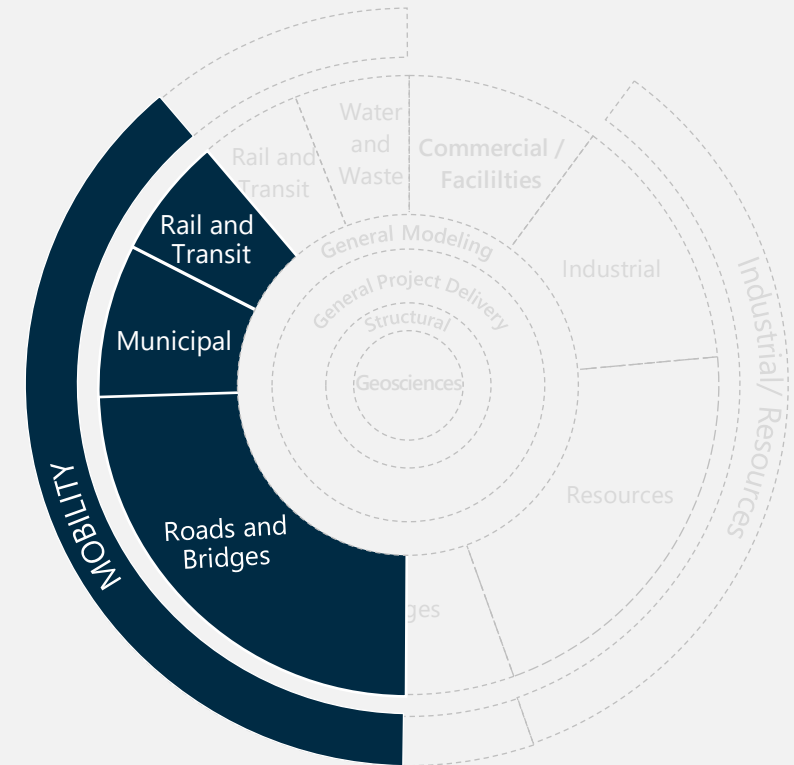 Water
and
Waste
Commercial /
Facililties
Rail and
Transit
Rail and
Transit
General Modeling
Industrial
General Project Delivery
Industrial/ Resources
Structural
Municipal
Geosciences
Resources
MOBILITY
Roads and
Bridges
ges